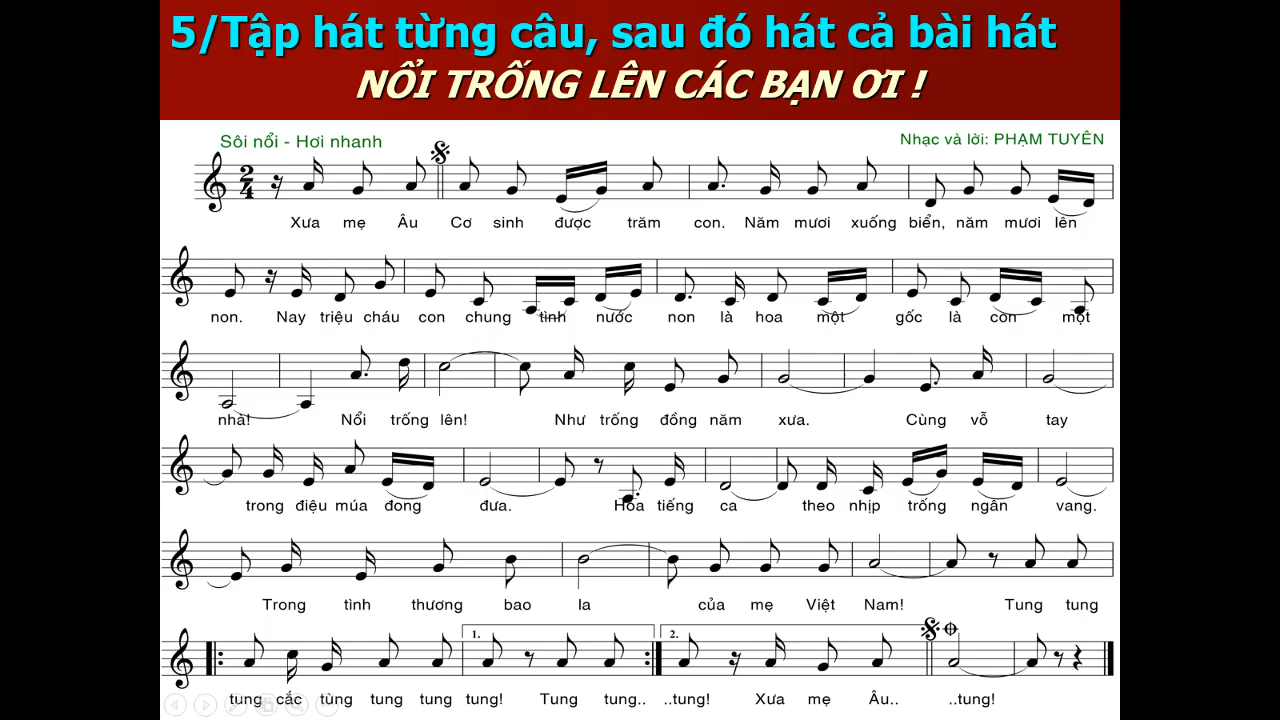 5/Tập hát từng câu, sau đó hát cả bài hát
NỔI TRỐNG LÊN CÁC BẠN ƠI !
Sôi nổi - Hơi nhanh
Nhạc và lời: PHẠM TUYÊN
2
4
Xưa mẹ Âu Cơ sinh được trăm con. Năm mươi xuống biển, năm mươi lên
non. Nay triệu cháu con chung tình nước non là hoa một gốc là con một
nhà! Nổi trống lên! Như trống đồng năm xưa. Cùng vỗ tay
trong điệu múa đong đưa. Hòa tiếng ca theo nhịp trống ngân vang.
Trong tình thương bao la của mẹ Việt Nam! Tung tung
1. 2.
tung cắc tùng tung tung tung! Tung tung.. ..tung! Xưa mẹ Âu.. ..tung!